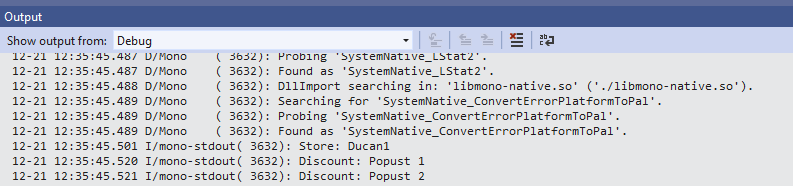 Output
Show output from: Debug
12-21 12:35:45.487 D/Mono    ( 3632): Probing 'SystemNative_LStat2'.
12-21 12:35:45.487 D/Mono    ( 3632): Found as 'SystemNative_LStat2'.
12-21 12:35:45.488 D/Mono    ( 3632): DllImport searching in: 'libmono-native.so' ('./libmono-native.so').
12-21 12:35:45.489 D/Mono    ( 3632): Searching for 'SystemNative_ConvertErrorPlatformToPal'.
12-21 12:35:45.489 D/Mono    ( 3632): Probing 'SystemNative_ConvertErrorPlatformToPal'.
12-21 12:35:45.489 D/Mono    ( 3632): Found as 'SystemNative_ConvertErrorPlatformToPal'.
12-21 12:35:45.501 I/mono-stdout( 3632): Store: Ducan1
12-21 12:35:45.520 I/mono-stdout( 3632): Discount: Popust 1
12-21 12:35:45.521 I/mono-stdout( 3632): Discount: Popust 2